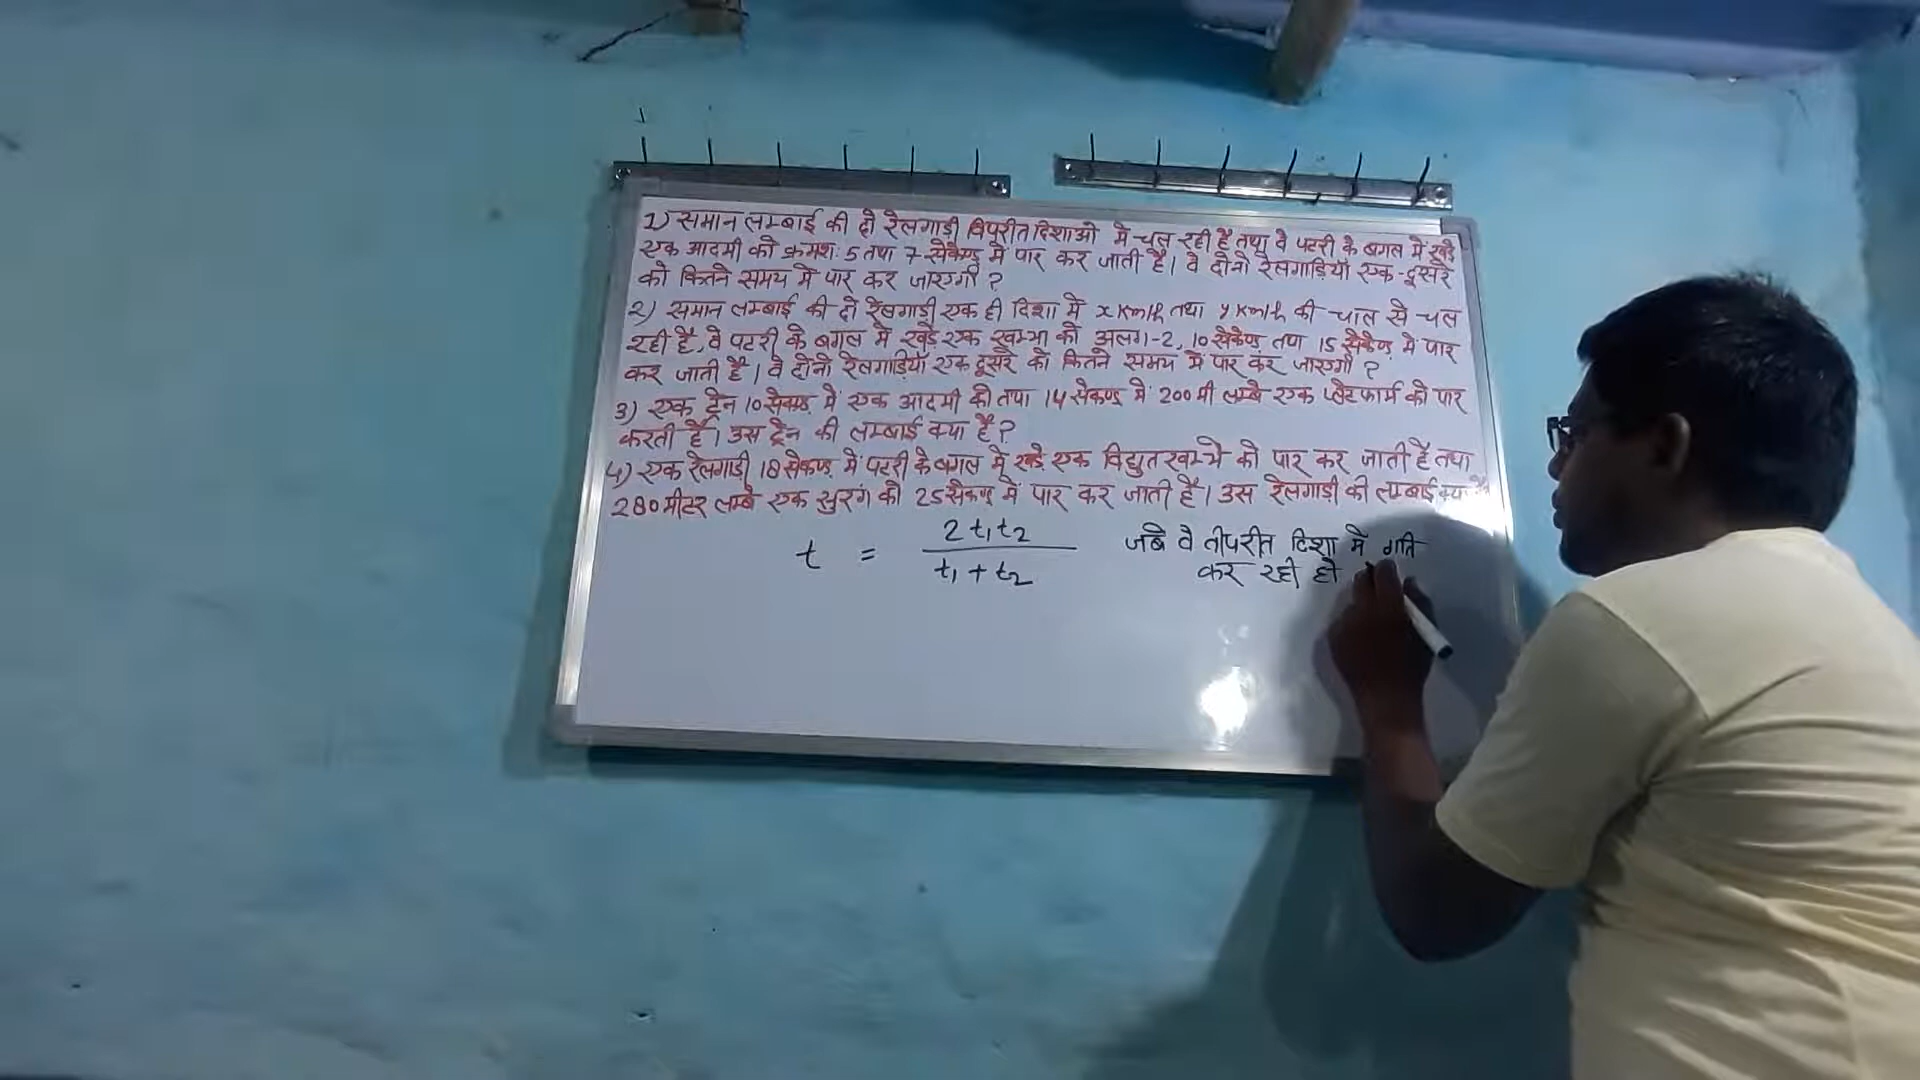 1) समान लम्बाई की दो रेलगाड़ी विपरीत दिशाओ में चल रही है तथा वे पटरी के बगल में खड़े
एक आदमी को क्रमशः 5 तथा 7 सेकेण्ड में पार कर जाती है। वे दोनो रेलगाड़ियाँ एक-दूसरे
को कितने समय में पार कर जाएगी ?
2) समान लम्बाई की दो रेलगाड़ी एक ही दिशा में x Km/h तथा y Km/h की चाल से चल
रही है, वे पटरी के बगल में खड़े एक खम्भा को अलग-2, 10 सेकेण्ड तथा 15 सेकेण्ड में पार
कर जाती है। वे दोनो रेलगाड़ियाँ एक दूसरे को कितने समय में पार कर जाएगी ?
3) एक ट्रेन 10 सेकण्ड में एक आदमी को तथा 14 सेकण्ड में 200 मी लम्बे एक प्लेटफार्म को पार
करती है। उस ट्रेन की लम्बाई क्या है ?
4) एक रेलगाड़ी 18 सेकण्ड में पटरी के बगल में खड़े एक विद्युत खम्भे को पार कर जाती है तथा
280 मीटर लम्बे एक सुरंग को 25 सेकण्ड में पार कर जाती है। उस रेलगाड़ी की लम्बाई क्या
t = 2 t₁ t₂ / t₁ + t₂ जब वे वीपरीत दिशा में गति
कर रही हो